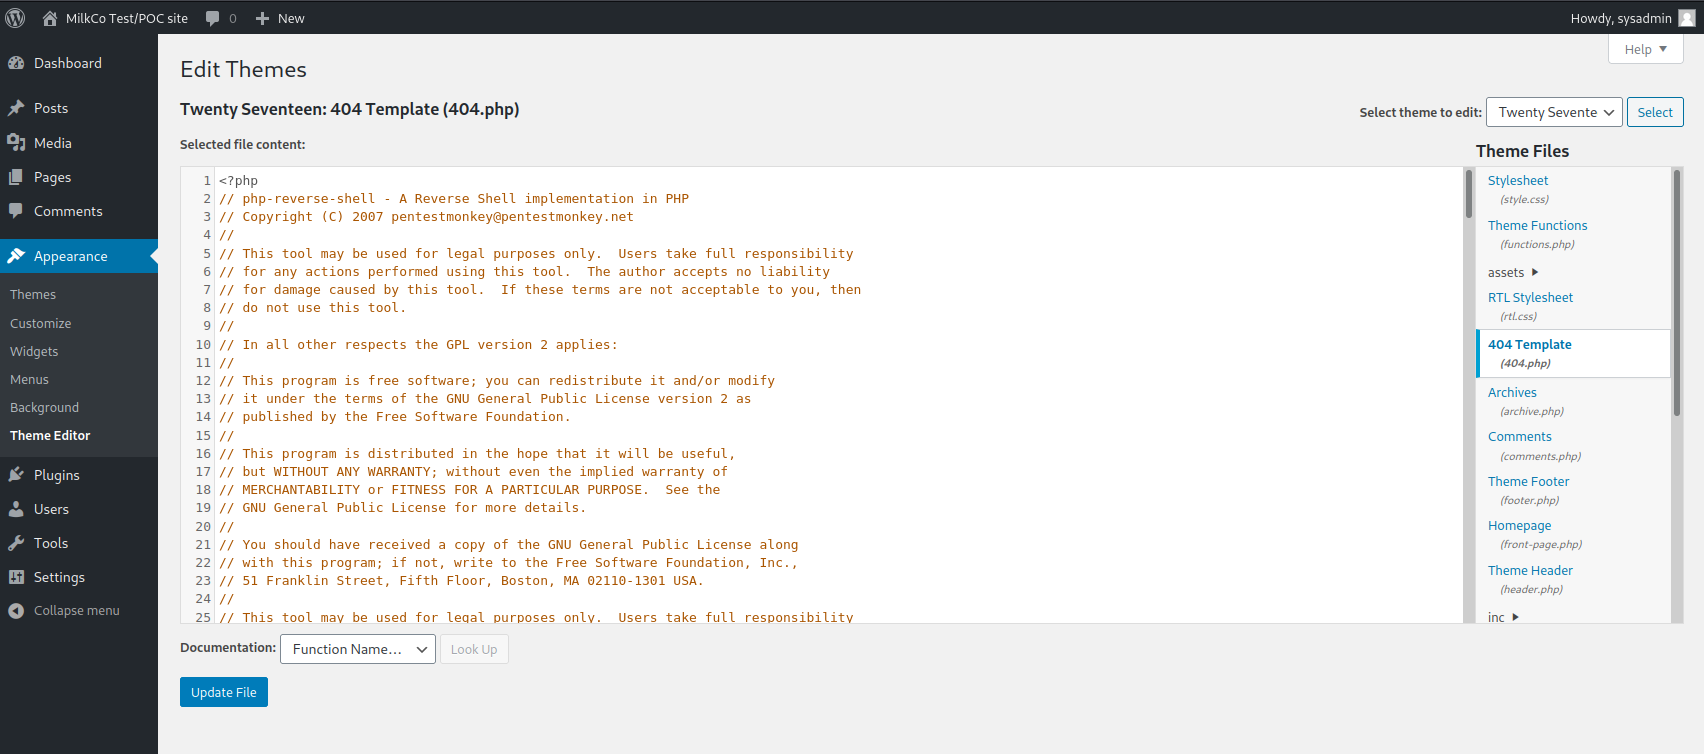 MilkCo Test/POC site 0 New Howdy, sysadmin
Help
Dashboard
Posts
Media
Pages
Comments
Appearance
Themes
Customize
Widgets
Menus
Background
Theme Editor
Plugins
Users
Tools
Settings
Collapse menu
Edit Themes
Twenty Seventeen: 404 Template (404.php)
Select theme to edit: Twenty Sevente Select
Selected file content:
1 <?php
2 // php-reverse-shell - A Reverse Shell implementation in PHP
3 // Copyright (C) 2007 pentestmonkey@pentestmonkey.net
4 //
5 // This tool may be used for legal purposes only.  Users take full responsibility
6 // for any actions performed using this tool.  The author accepts no liability
7 // for damage caused by this tool.  If these terms are not acceptable to you, then
8 // do not use this tool.
9 //
10 // In all other respects the GPL version 2 applies:
11 //
12 // This program is free software; you can redistribute it and/or modify
13 // it under the terms of the GNU General Public License version 2 as
14 // published by the Free Software Foundation.
15 //
16 // This program is distributed in the hope that it will be useful,
17 // but WITHOUT ANY WARRANTY; without even the implied warranty of
18 // MERCHANTABILITY or FITNESS FOR A PARTICULAR PURPOSE.  See the
19 // GNU General Public License for more details.
20 //
21 // You should have received a copy of the GNU General Public License along
22 // with this program; if not, write to the Free Software Foundation, Inc.,
23 // 51 Franklin Street, Fifth Floor, Boston, MA 02110-1301 USA.
24 //
25 // This tool may be used for legal purposes only.  Users take full responsibility
Theme Files
Stylesheet
(style.css)
Theme Functions
(functions.php)
assets
RTL Stylesheet
(rtl.css)
404 Template
(404.php)
Archives
(archive.php)
Comments
(comments.php)
Theme Footer
(footer.php)
Homepage
(front-page.php)
Theme Header
(header.php)
inc
Documentation: Function Name... Look Up
Update File